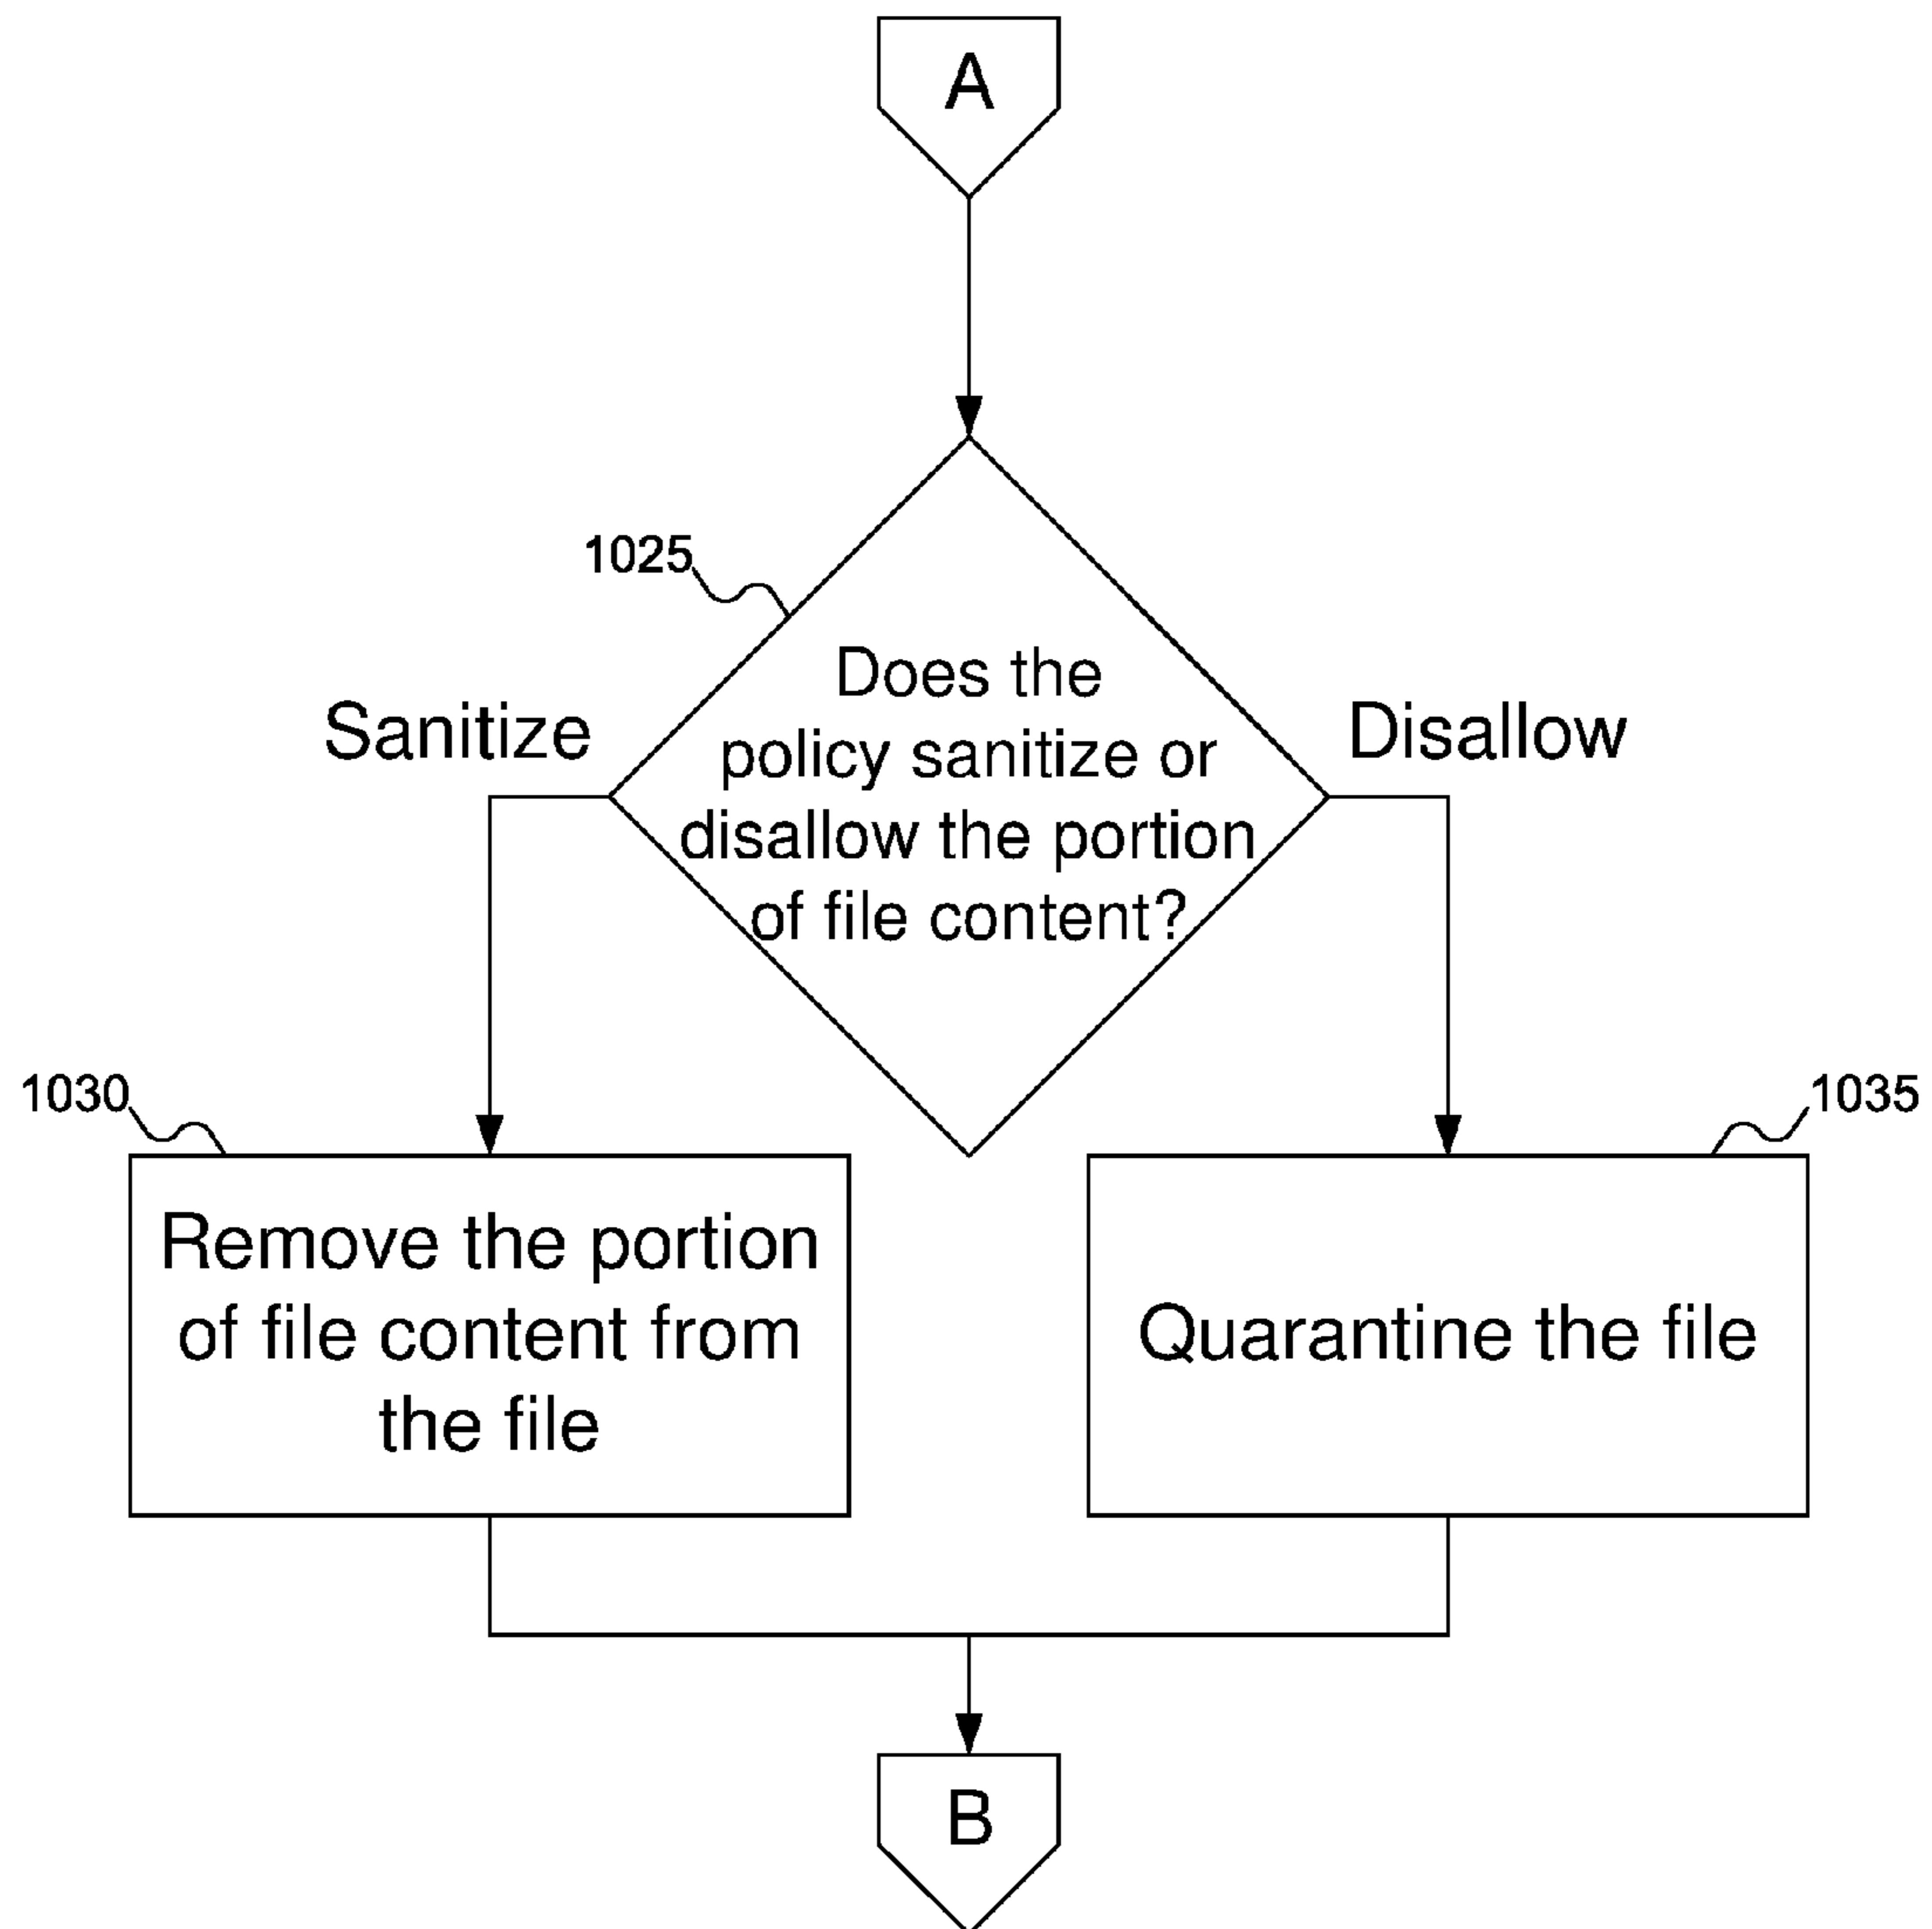 A
1025
Does the
policy sanitize or
disallow the portion
of file content?
Sanitize
Disallow
1030
Remove the portion
of file content from
the file
1035
Quarantine the file
B